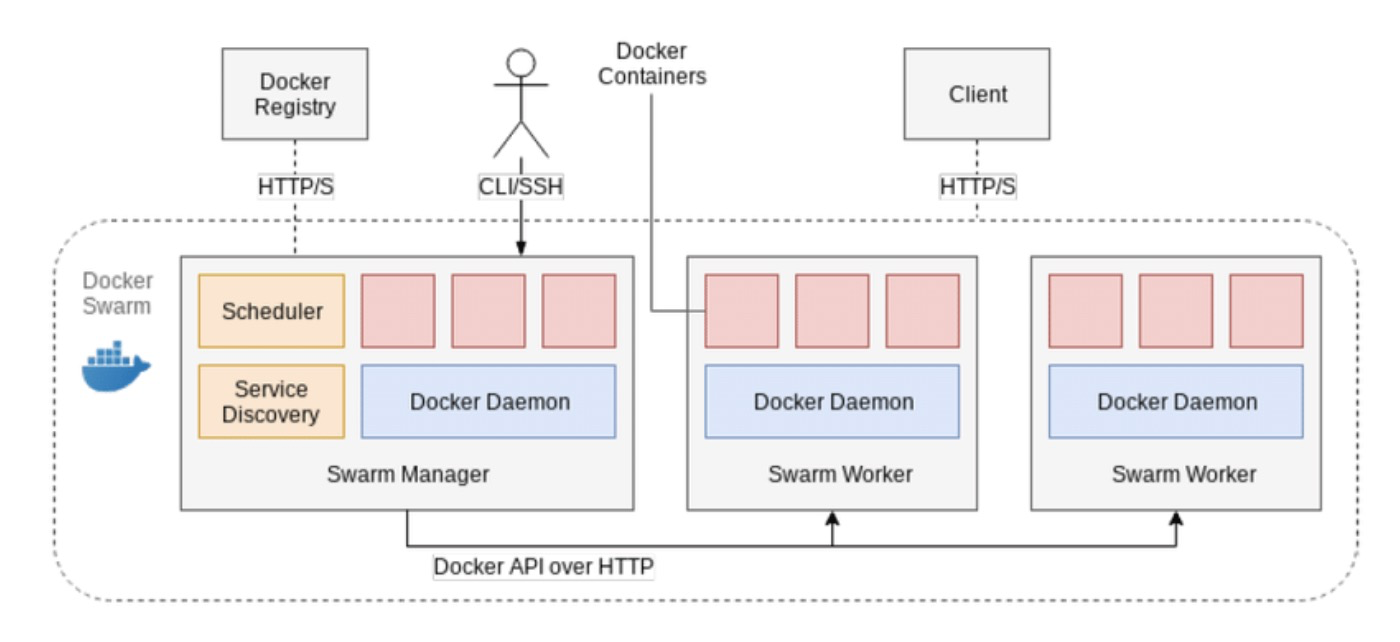 Docker
Registry
Docker
Containers
Client
HTTP/S
CLI/SSH
HTTP/S
Docker
Swarm
Scheduler
Service
Discovery
Docker Daemon
Swarm Manager
Docker Daemon
Swarm Worker
Docker Daemon
Swarm Worker
Docker API over HTTP